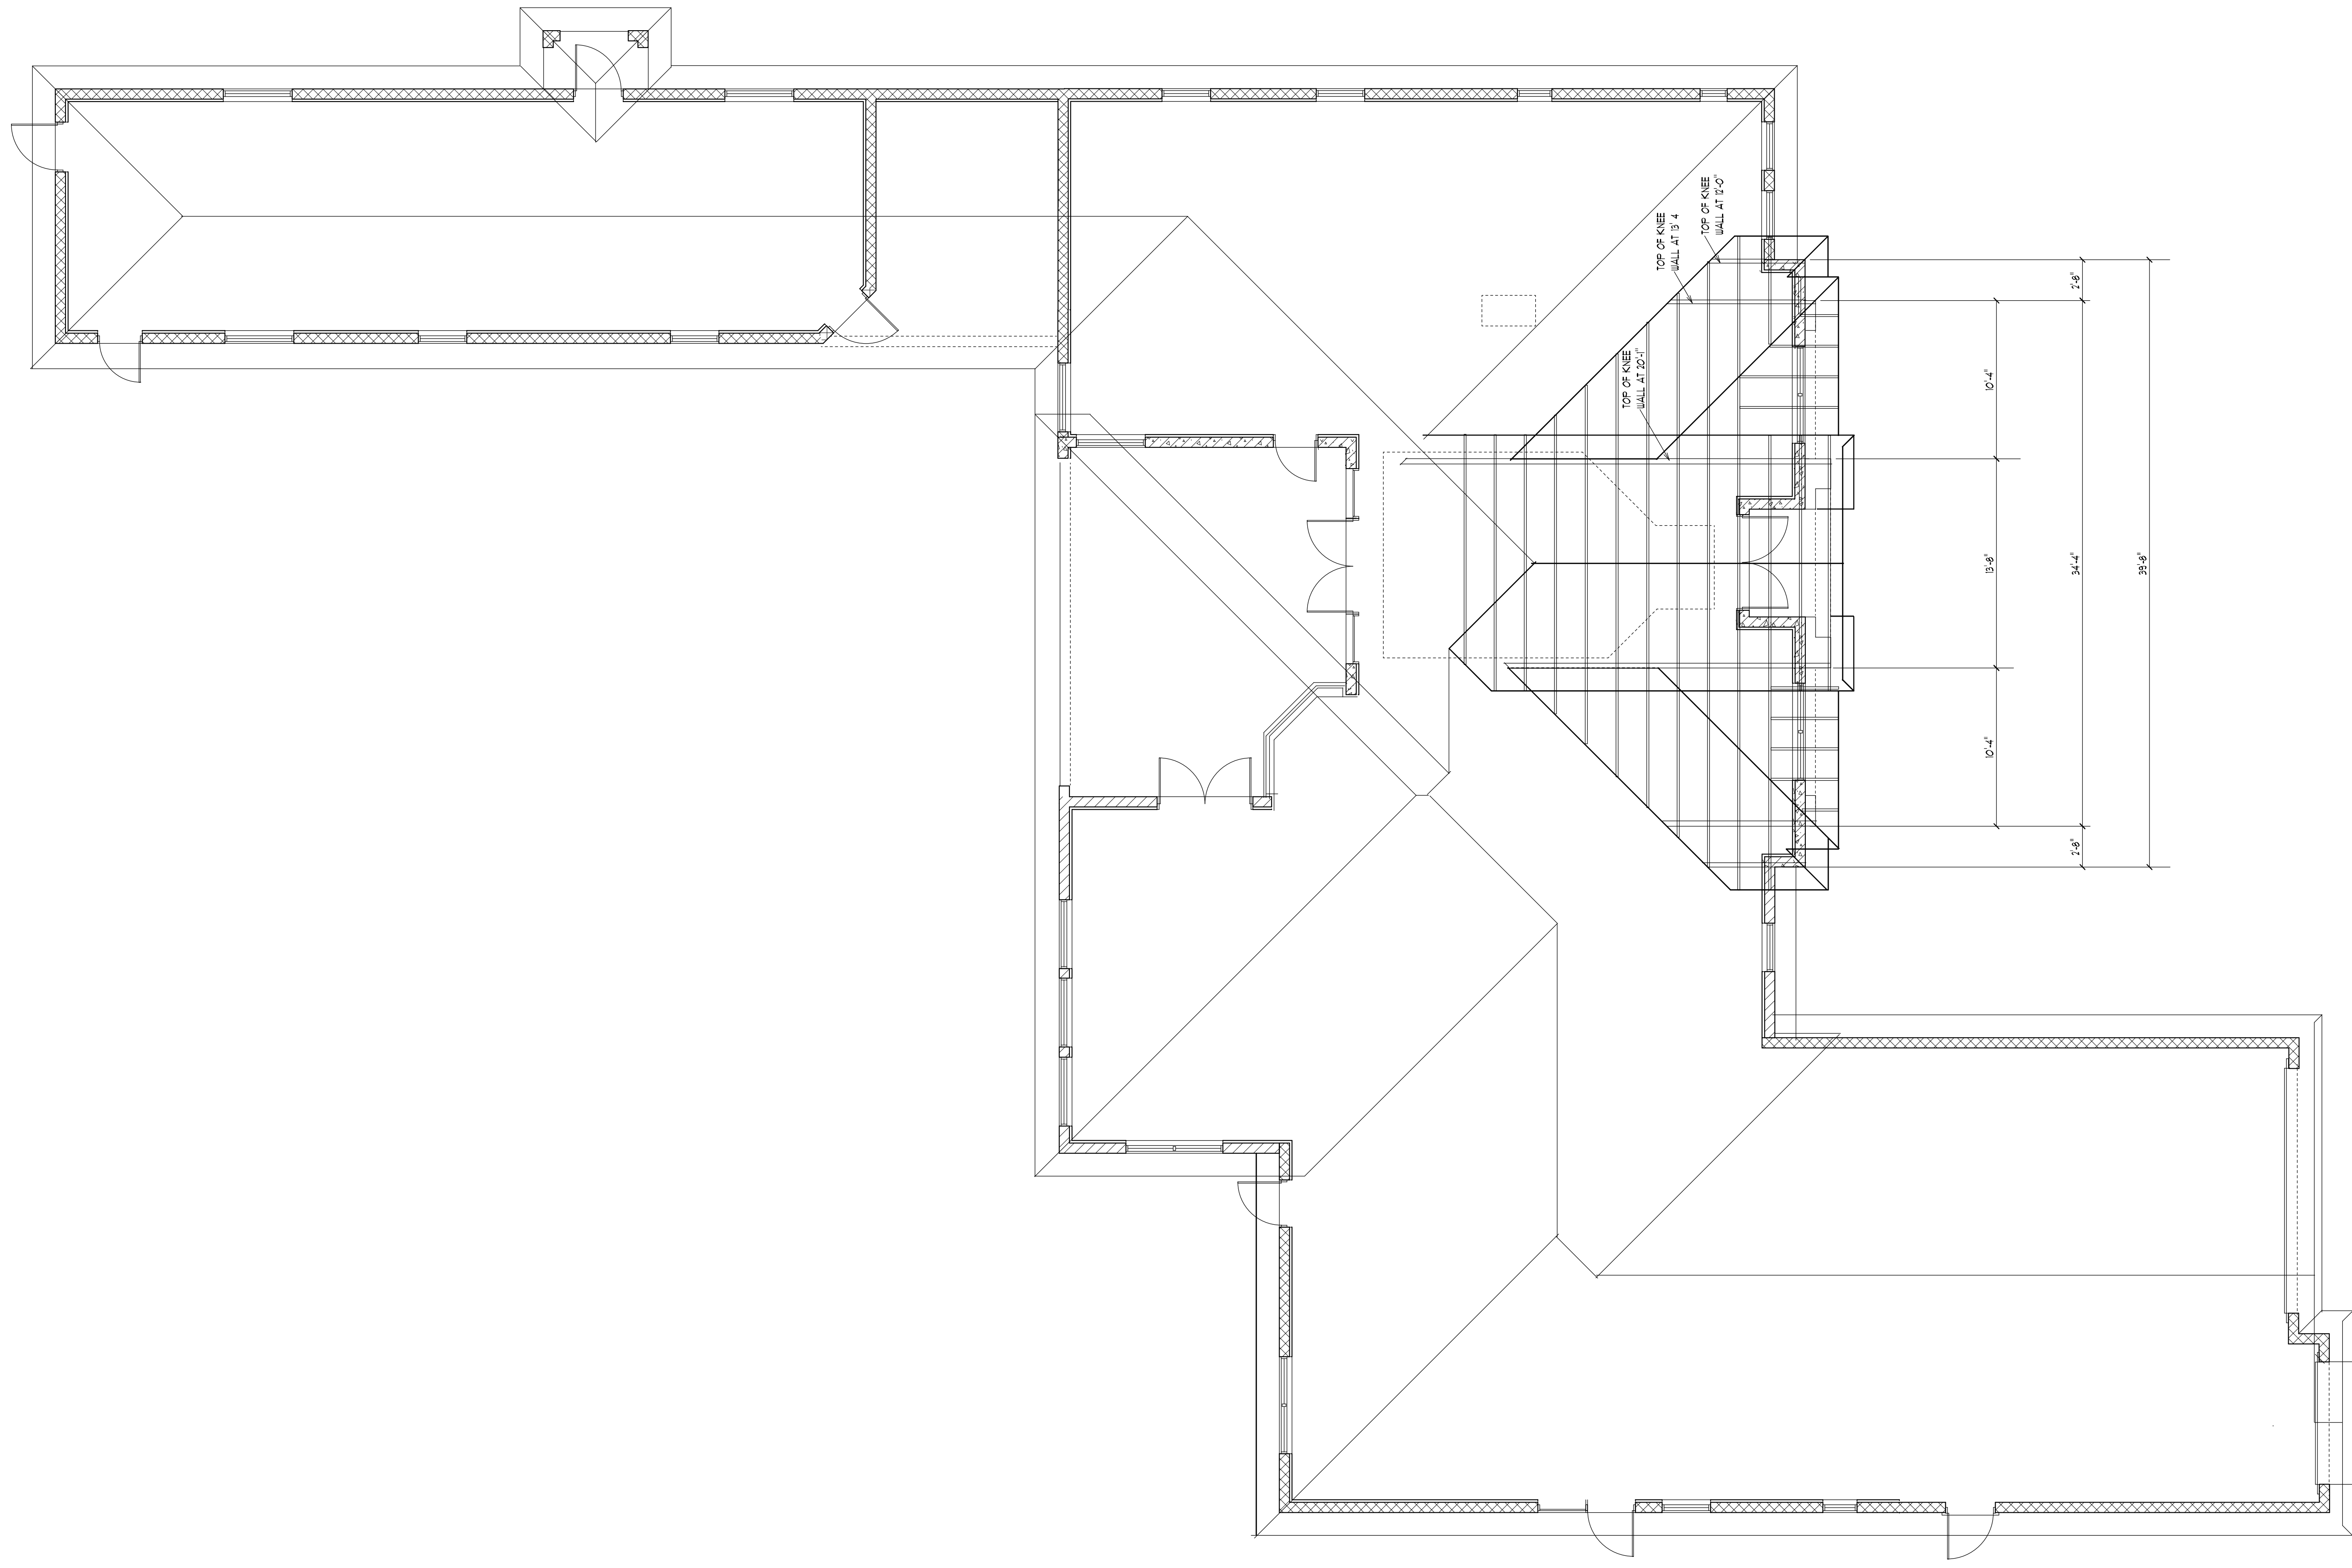 TOP OF KNEE
WALL AT 12'-0"
TOP OF KNEE
WALL AT 13' 4
TOP OF KNEE
WALL AT 20'-1"
2'-8"
10'-4"
13'-8"
34'-4"
39'-8"
10'-4"
2'-8"